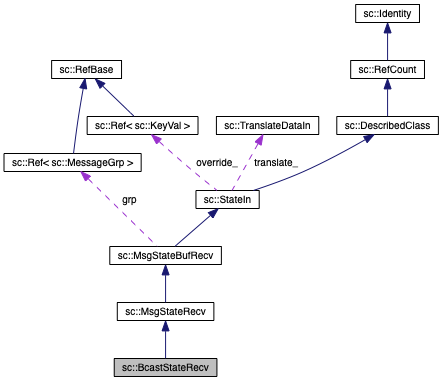 sc::Identity
sc::RefBase
sc::RefCount
sc::Ref< sc::KeyVal >
sc::TranslateDataIn
sc::DescribedClass
sc::Ref< sc::MessageGrp >
override_
translate_
grp
sc::StateIn
sc::MsgStateBufRecv
sc::MsgStateRecv
sc::BcastStateRecv